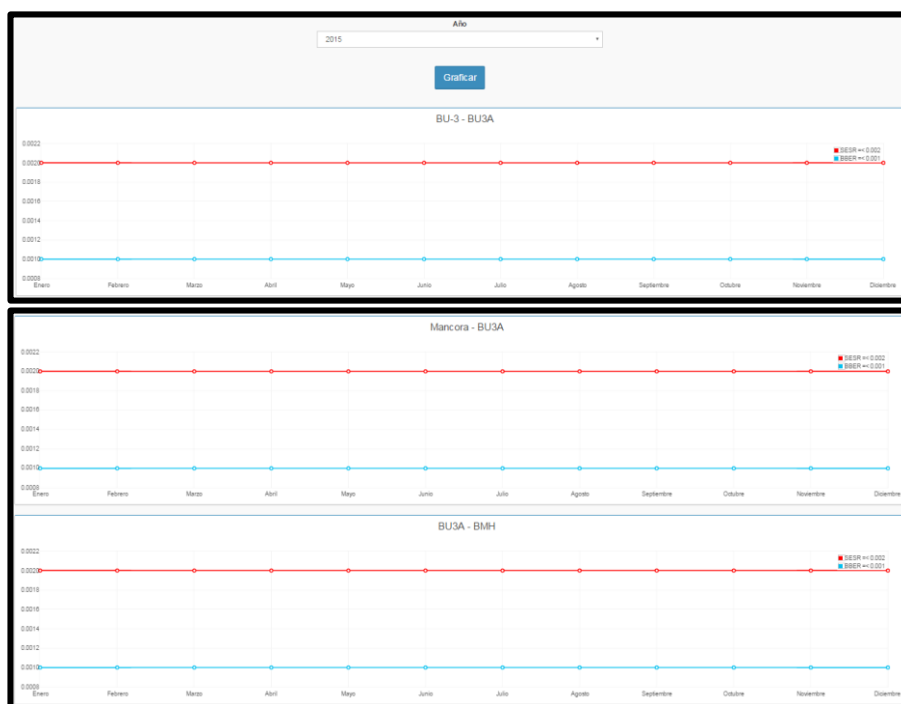 Año
2015
Graficar
BU-3 - BU3A
SESR =< 0.002
BBER =< 0.001
0.0022
0.0020
0.0018
0.0016
0.0014
0.0012
0.0010
0.0008
Enero Febrero Marzo Abril Mayo Junio Julio Agosto Septiembre Octubre Noviembre Diciembre
Mancora - BU3A
SESR =< 0.002
BBER =< 0.001
0.0022
0.0020
0.0018
0.0016
0.0014
0.0012
0.0010
0.0008
Enero Febrero Marzo Abril Mayo Junio Julio Agosto Septiembre Octubre Noviembre Diciembre
BU3A - BMH
SESR =< 0.002
BBER =< 0.001
0.0022
0.0020
0.0018
0.0016
0.0014
0.0012
0.0010
0.0008
Enero Febrero Marzo Abril Mayo Junio Julio Agosto Septiembre Octubre Noviembre Diciembre